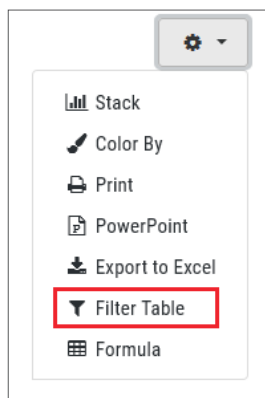 Stack
Color By
Print
PowerPoint
Export to Excel
Filter Table
Formula